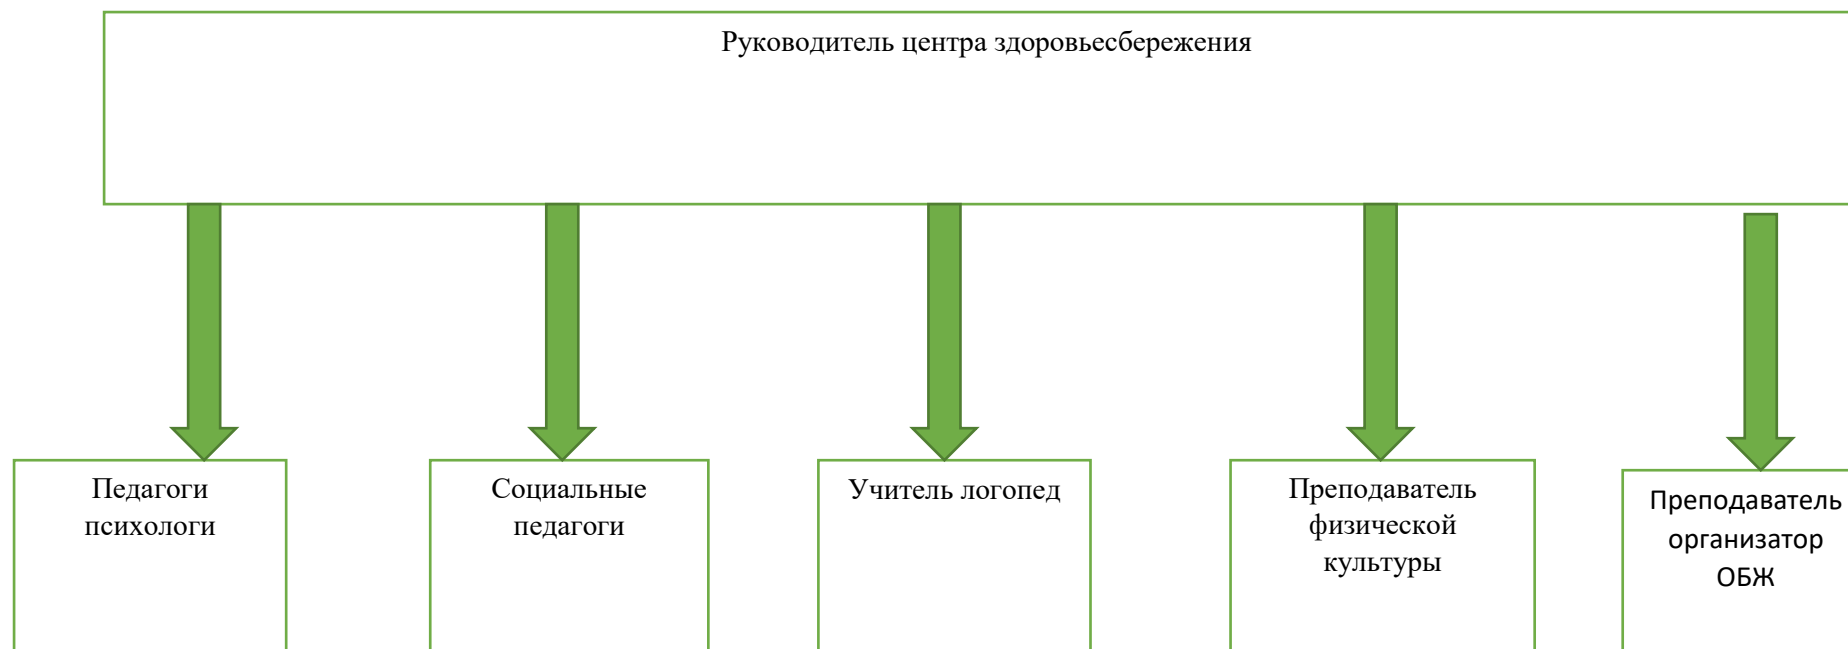 Руководитель центра здоровьесбережения
Педагоги
психологи
Социальные
педагоги
Учитель логопед
Преподаватель
физической
культуры
Преподаватель
организатор
ОБЖ